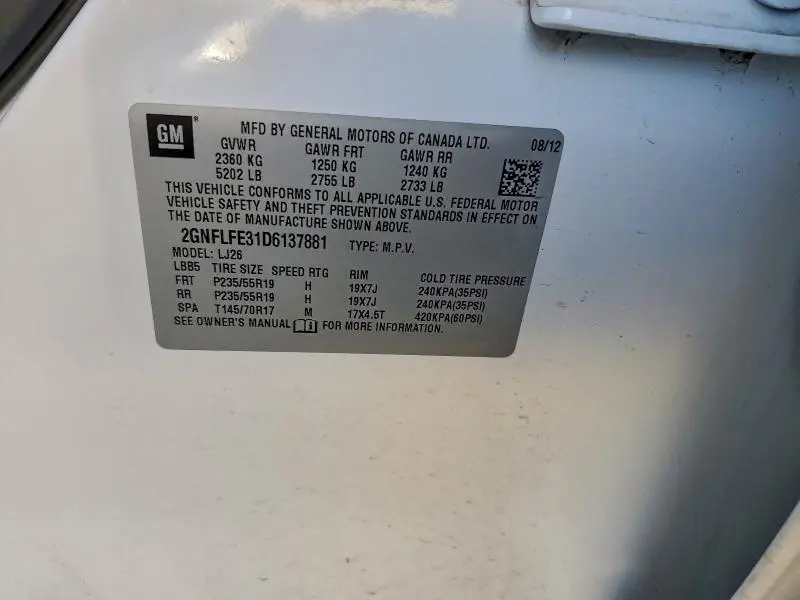 GM ®
MFD BY GENERAL MOTORS OF CANADA LTD. 08/12
GVWR GAWR FRT GAWR RR
2360 KG 1250 KG 1240 KG
5202 LB 2755 LB 2733 LB
THIS VEHICLE CONFORMS TO ALL APPLICABLE U.S. FEDERAL MOTOR
VEHICLE SAFETY AND THEFT PREVENTION STANDARDS IN EFFECT ON
THE DATE OF MANUFACTURE SHOWN ABOVE.
2GNFLFE31D6137881 TYPE: M.P.V.
MODEL: LJ26
LBB5 TIRE SIZE SPEED RTG RIM COLD TIRE PRESSURE
FRT P235/55R19 H 19X7J 240KPA(35PSI)
RR P235/55R19 H 19X7J 240KPA(35PSI)
SPA T145/70R17 M 17X4.5T 420KPA(60PSI)
SEE OWNER'S MANUAL FOR MORE INFORMATION.